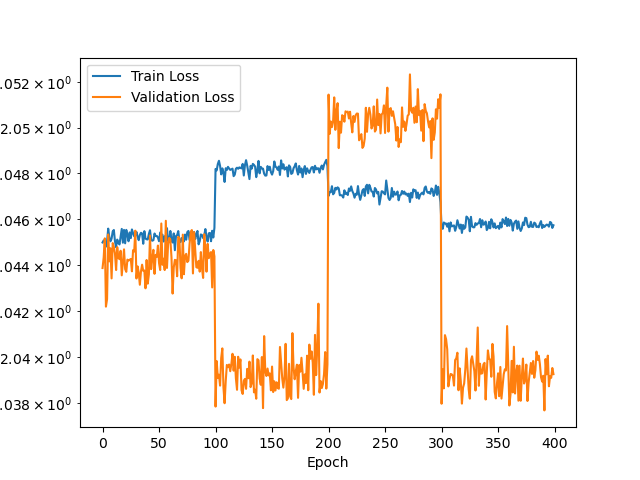 Train Loss
Validation Loss
.052 × 10⁰
2.05 × 10⁰
.048 × 10⁰
.046 × 10⁰
.044 × 10⁰
.042 × 10⁰
2.04 × 10⁰
.038 × 10⁰
0 50 100 150 200 250 300 350 400
Epoch